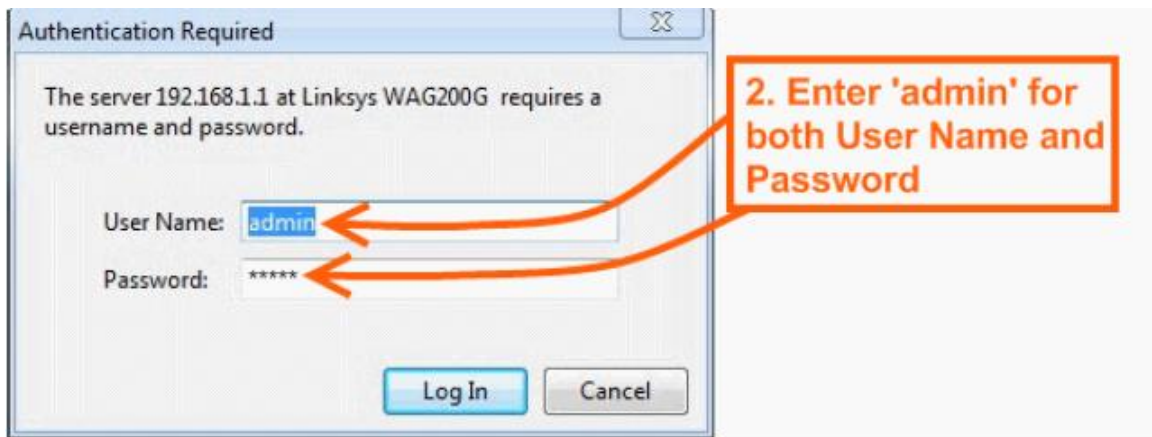 Authentication Required
The server 192.168.1.1 at Linksys WAG200G requires a
username and password.
User Name: admin
Password: *****
Log In Cancel
2. Enter 'admin' for
both User Name and
Password